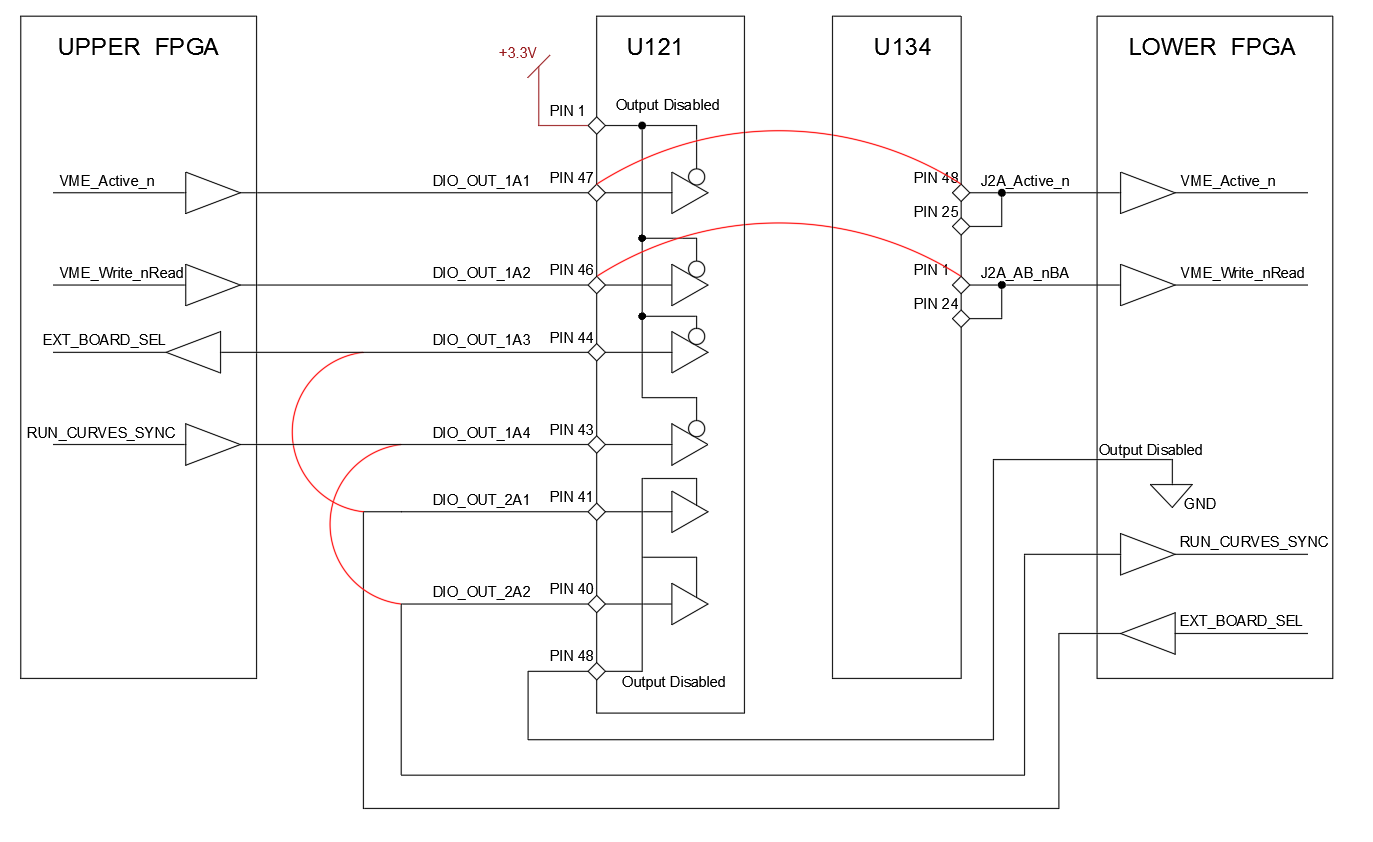 UPPER FPGA
U121
U134
LOWER FPGA
+3.3V
PIN 1
Output Disabled
VME_Active_n
DIO_OUT_1A1
PIN 47
PIN 48
J2A_Active_n
VME_Active_n
PIN 25
VME_Write_nRead
DIO_OUT_1A2
PIN 46
PIN 1
J2A_AB_nBA
VME_Write_nRead
PIN 24
EXT_BOARD_SEL
DIO_OUT_1A3
PIN 44
RUN_CURVES_SYNC
DIO_OUT_1A4
PIN 43
Output Disabled
GND
DIO_OUT_2A1
PIN 41
RUN_CURVES_SYNC
DIO_OUT_2A2
PIN 40
EXT_BOARD_SEL
PIN 48
Output Disabled